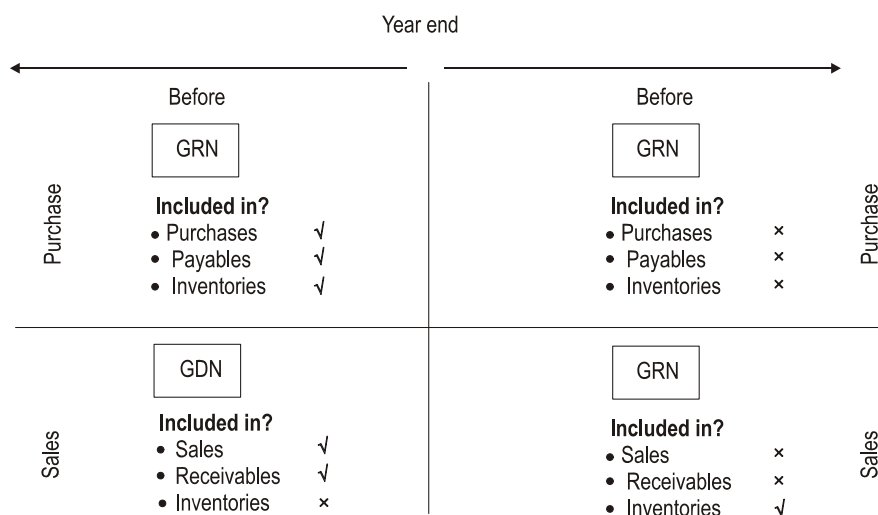 Year end
Before Before
GRN GRN
Purchase Purchase
Included in? Included in?
• Purchases √ • Purchases ×
• Payables √ • Payables ×
• Inventories √ • Inventories ×
GDN GRN
Sales Sales
Included in? Included in?
• Sales √ • Sales ×
• Receivables √ • Receivables ×
• Inventories × • Inventories √